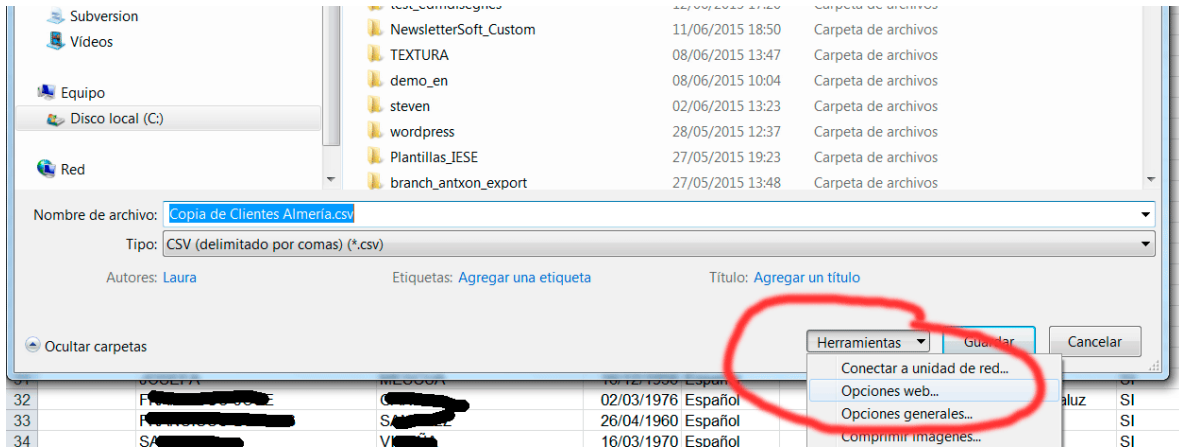 Subversion
Vídeos
Equipo
Disco local (C:)
Red
NewsletterSoft_Custom 11/06/2015 18:50 Carpeta de archivos
TEXTURA 08/06/2015 13:47 Carpeta de archivos
demo_en 08/06/2015 10:04 Carpeta de archivos
steven 02/06/2015 13:23 Carpeta de archivos
wordpress 28/05/2015 12:37 Carpeta de archivos
Plantillas_IESE 27/05/2015 19:23 Carpeta de archivos
branch_antxon_export 27/05/2015 13:48 Carpeta de archivos
Nombre de archivo: Copia de Clientes Almería.csv
Tipo: CSV (delimitado por comas) (*.csv)
Autores: Laura Etiquetas: Agregar una etiqueta Título: Agregar un título
Ocultar carpetas Herramientas Guardar Cancelar
Conectar a unidad de red...
Opciones web...
Opciones generales...
Comprimir imágenes...
32 02/03/1976 Español SI
33 26/04/1960 Español SI
34 16/03/1970 Español SI